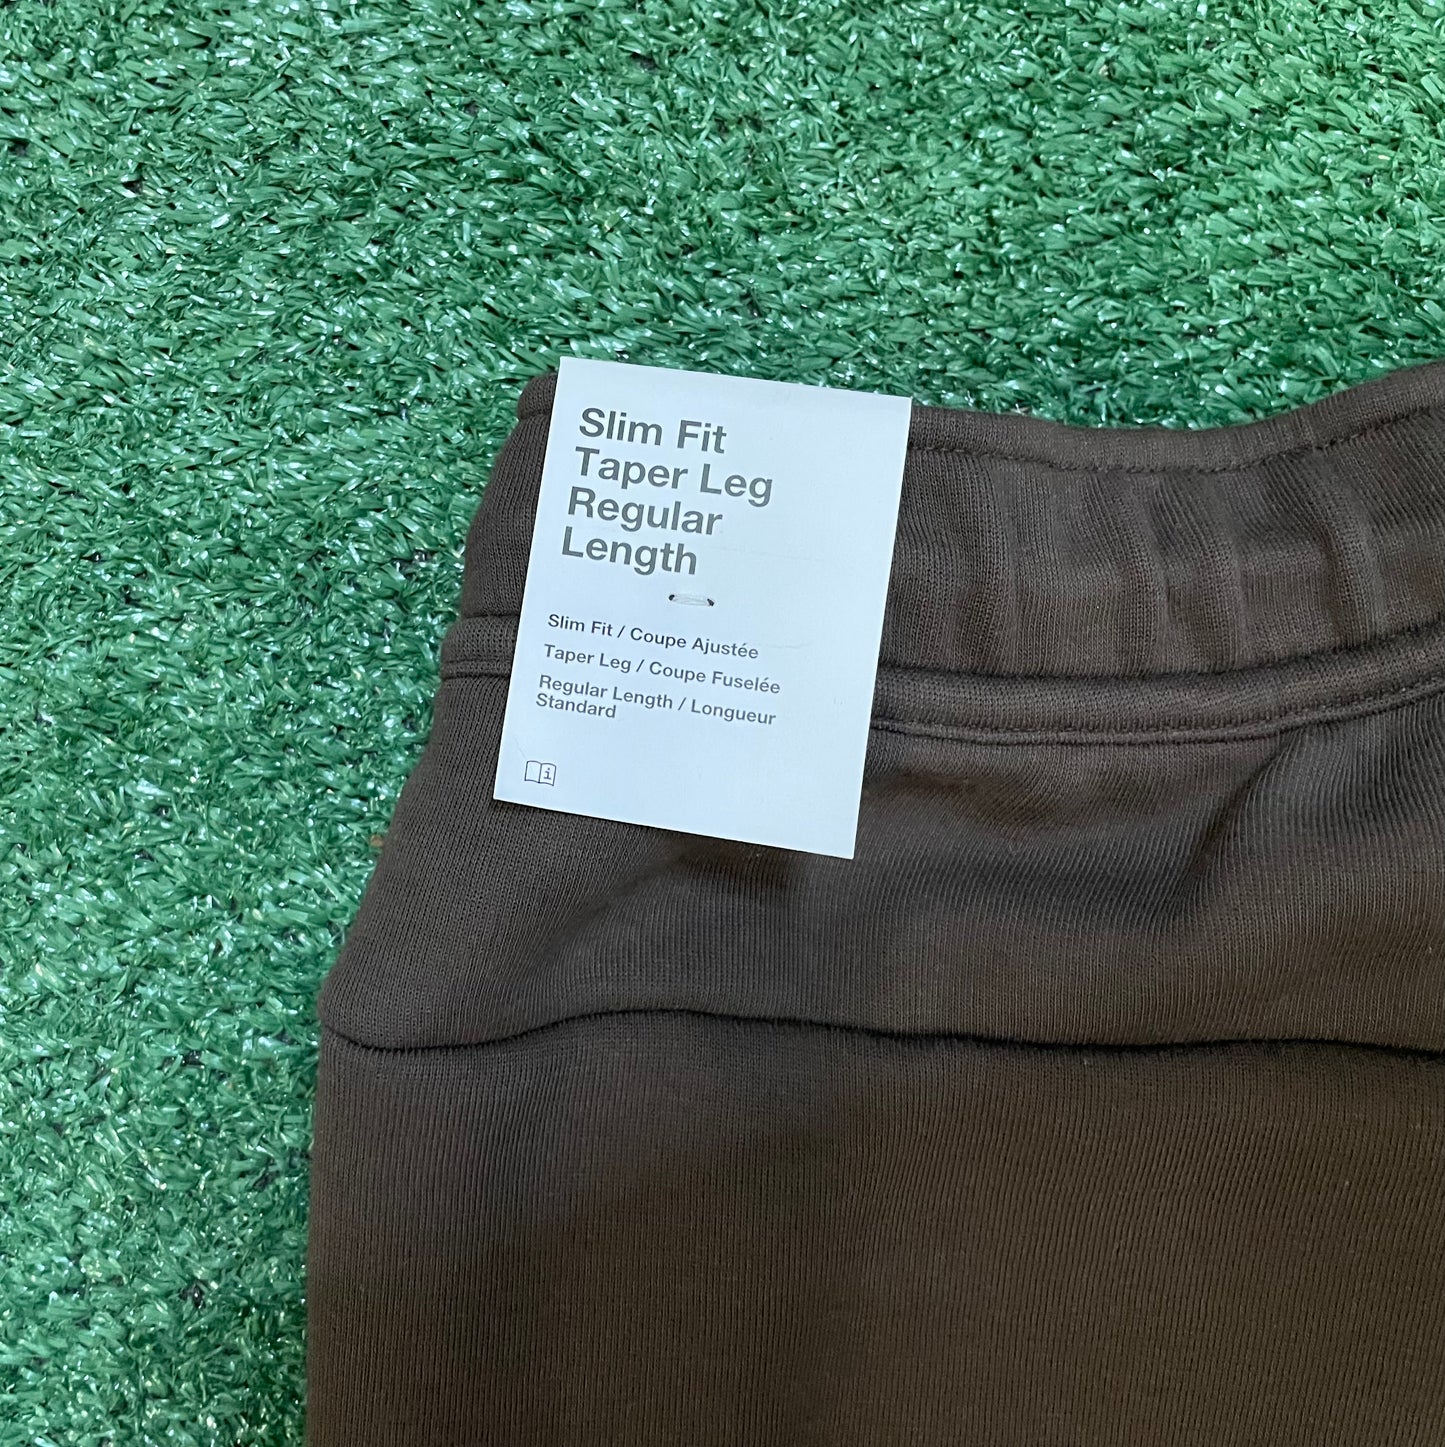 Slim Fit
Taper Leg
Regular
Length
Slim Fit / Coupe Ajustée
Taper Leg / Coupe Fuselée
Regular Length / Longueur
Standard
i